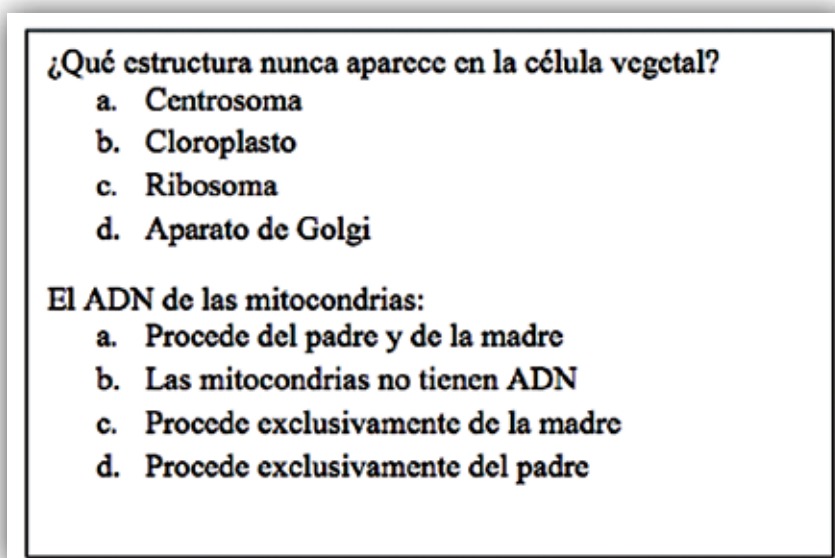 ¿Qué estructura nunca aparece en la célula vegetal?
a. Centrosoma
b. Cloroplasto
c. Ribosoma
d. Aparato de Golgi
El ADN de las mitocondrias:
a. Procede del padre y de la madre
b. Las mitocondrias no tienen ADN
c. Procede exclusivamente de la madre
d. Procede exclusivamente del padre